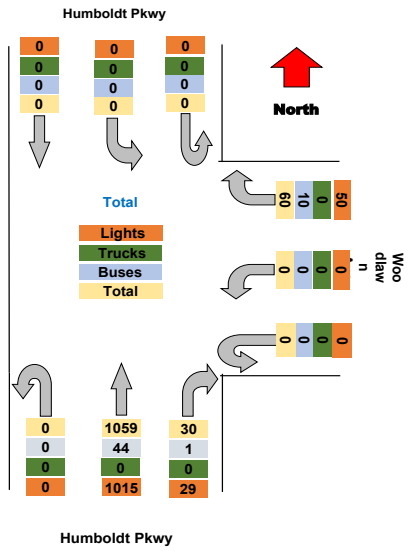 Humboldt Pkwy
0 0 0
0 0 0
0 0 0
0 0 0
North
60 10 0 50
Total
Lights
Trucks
Buses
Total
0 0 0 0
Woo
dlaw
n
0 0 0 0
0 1059 30
0 44 1
0 0 0
0 1015 29
Humboldt Pkwy